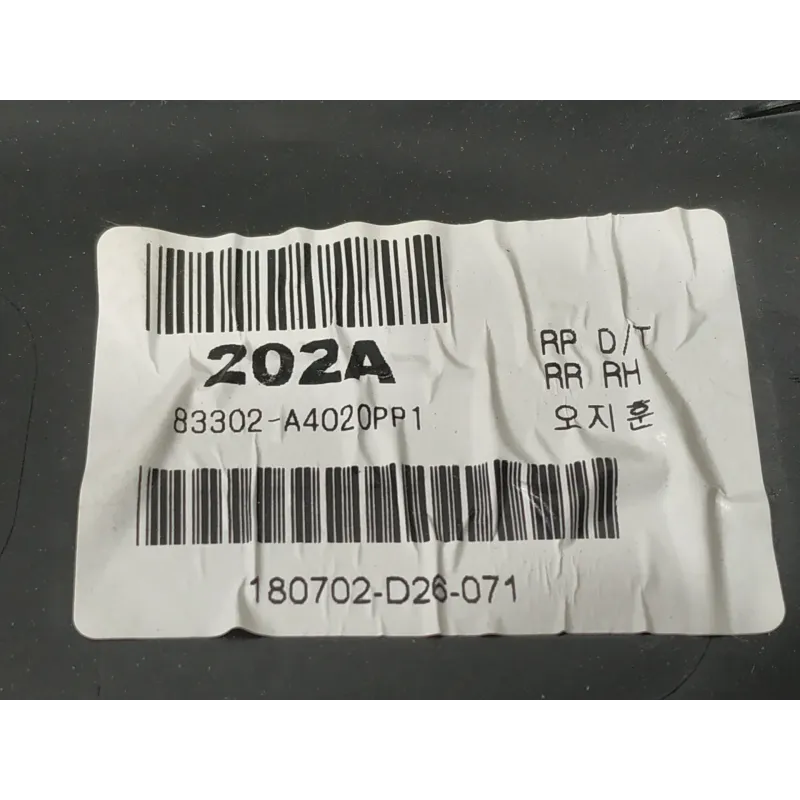 202A
83302-A4020PP1
RP D/T
RR RH
오지훈
180702-D26-071